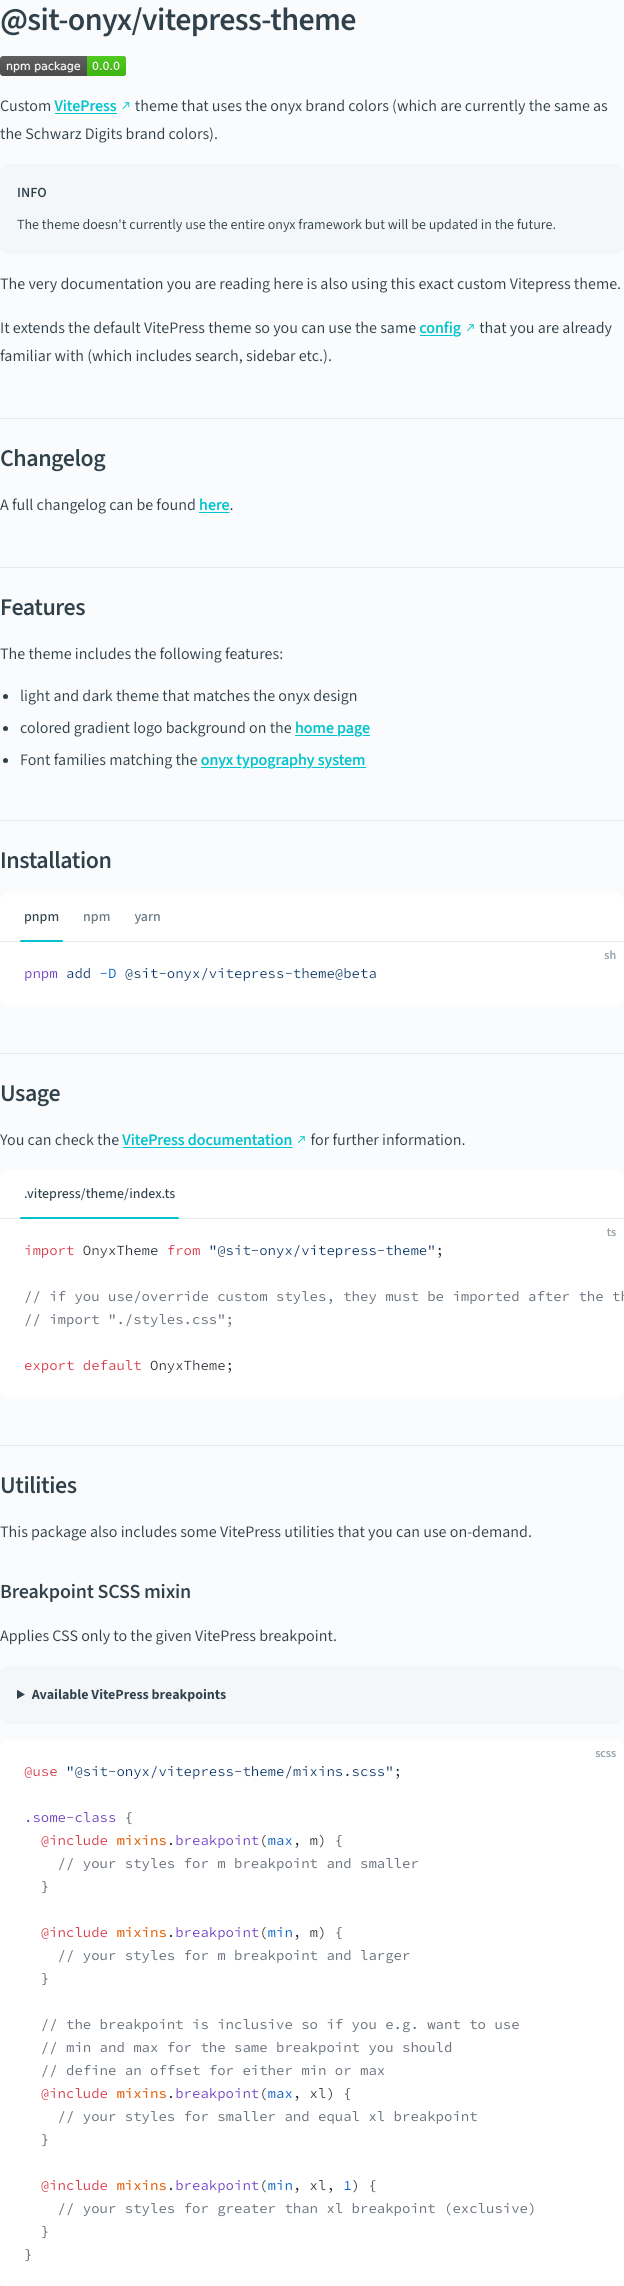 @sit-onyx/vitepress-theme
npm package 0.0.0
Custom VitePress ↗ theme that uses the onyx brand colors (which are currently the same as
the Schwarz Digits brand colors).
INFO
The theme doesn't currently use the entire onyx framework but will be updated in the future.
The very documentation you are reading here is also using this exact custom Vitepress theme.
It extends the default VitePress theme so you can use the same config ↗ that you are already
familiar with (which includes search, sidebar etc.).
Changelog
A full changelog can be found here.
Features
The theme includes the following features:
• light and dark theme that matches the onyx design
• colored gradient logo background on the home page
• Font families matching the onyx typography system
Installation
pnpm npm yarn
sh
pnpm add -D @sit-onyx/vitepress-theme@beta
Usage
You can check the VitePress documentation ↗ for further information.
.vitepress/theme/index.ts
ts
import OnyxTheme from "@sit-onyx/vitepress-theme";
// if you use/override custom styles, they must be imported after the
// import "./styles.css";
export default OnyxTheme;
Utilities
This package also includes some VitePress utilities that you can use on-demand.
Breakpoint SCSS mixin
Applies CSS only to the given VitePress breakpoint.
▶ Available VitePress breakpoints
scss
@use "@sit-onyx/vitepress-theme/mixins.scss";
.some-class {
  @include mixins.breakpoint(max, m) {
    // your styles for m breakpoint and smaller
  }
  @include mixins.breakpoint(min, m) {
    // your styles for m breakpoint and larger
  }
  // the breakpoint is inclusive so if you e.g. want to use
  // min and max for the same breakpoint you should
  // define an offset for either min or max
  @include mixins.breakpoint(max, xl) {
    // your styles for smaller and equal xl breakpoint
  }
  @include mixins.breakpoint(min, xl, 1) {
    // your styles for greater than xl breakpoint (exclusive)
  }
}